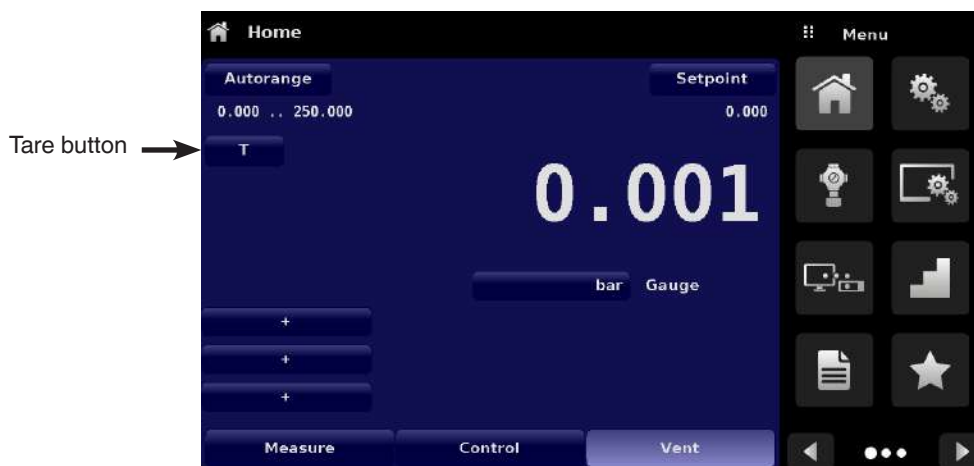 Home
Menu
Autorange
Setpoint
0.000 .. 250.000
0.000
Tare button
T
0.001
bar Gauge
+
+
+
Measure Control Vent